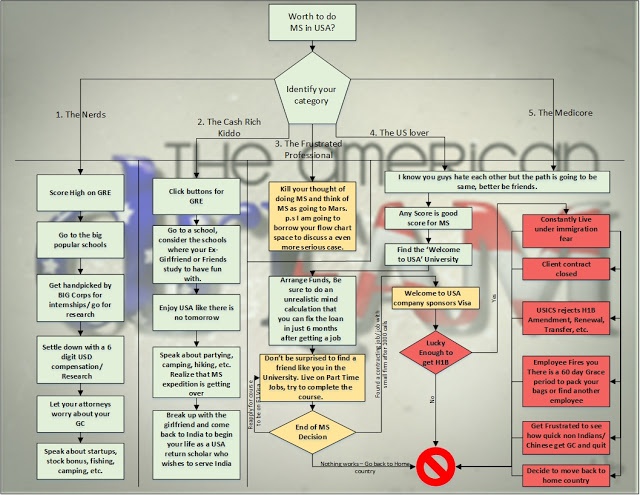 Worth to do
MS in USA?
Identify your
category
1. The Nerds
2. The Cash Rich
Kiddo
3. The Frustrated
Professional
4. The US lover
5. The Medicore
THE AMERICAN
Score High on GRE
Go to the big
popular schools
Get handpicked by
BIG Corps for
internships/ go for
research
Settle down with a 6
digit USD
compensation/
Research
Let your attorneys
worry about your
GC
Speak about startups,
stock bonus, fishing,
camping, etc.
Click buttons for
GRE
Go to a school,
consider the schools
where your Ex-
Girlfriend or Friends
study to have fun
with.
Enjoy USA like there is
no tomorrow
Speak about partying,
camping, hiking, etc.
Realize that MS
expedition is getting
over
Break up with the
girlfriend and come
back to India to begin
your life as a USA
return scholar who
wishes to serve India
Kill your thought of
doing MS and think of
MS as going to Mars.
p.s I am going to
borrow your flow chart
space to discuss a even
more serious case.
Arrange Funds, Be
sure to do an
unrealistic mind
calculation that
you can fix the loan
in just 6 months
after getting a job
Don't be surprised to find a
friend like you in the
University. Live on Part Time
Jobs, try to complete the
course.
End of MS
Decision
Reapply for course
to be on F1 Visa
Found a contracting job/ job with
small firm after 2000 calls
Nothing works – Go back to Home
country
I know you guys hate each other but the path is going to be
same, better be friends.
Any Score is good
score for MS
Find the 'Welcome
to USA' University
Welcome to USA
company sponsors Visa
Lucky
Enough to
get H1B
Yes
No
Constantly Live
under immigration
fear
Client contract
closed
USICS rejects H1B
Amendment, Renewal,
Transfer, etc.
Employee Fires you
There is a 60 day Grace
period to pack your
bags or find another
employee
Get Frustrated to see
how quick non Indians/
Chinese get GC and quit
Decide to move back to
home country